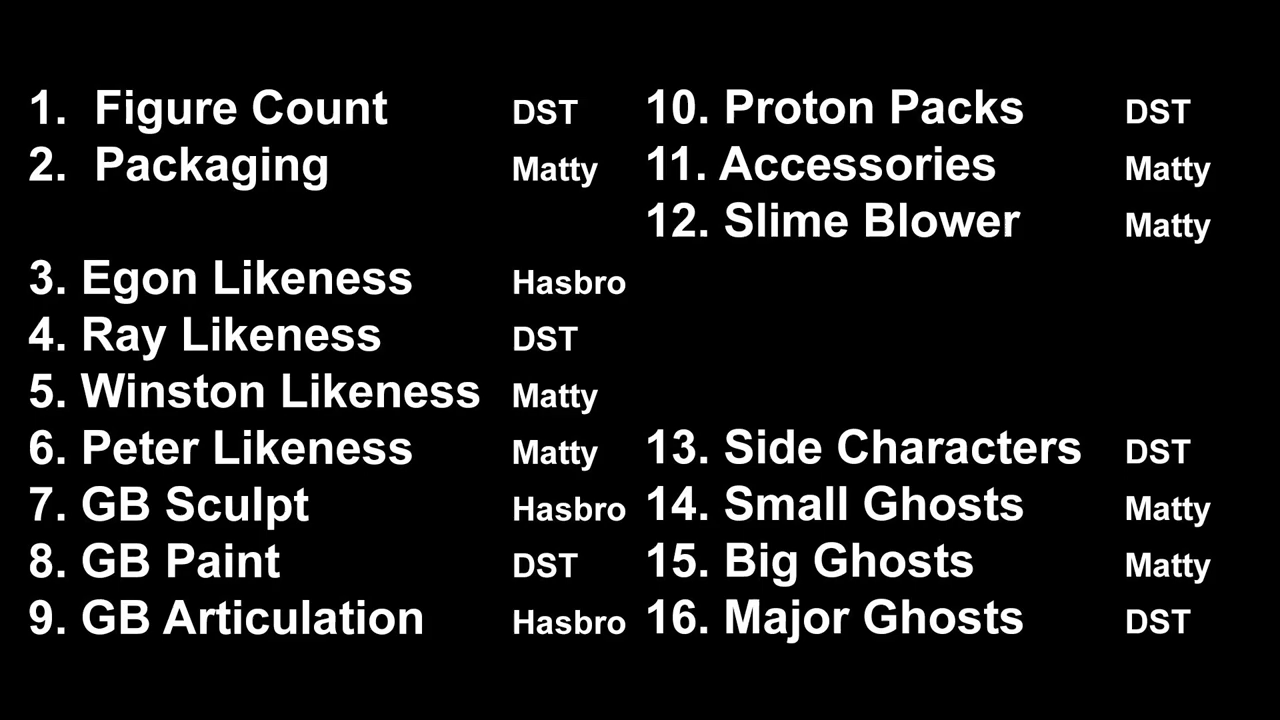 1. Figure Count DST
2. Packaging Matty
3. Egon Likeness Hasbro
4. Ray Likeness DST
5. Winston Likeness Matty
6. Peter Likeness Matty
7. GB Sculpt Hasbro
8. GB Paint DST
9. GB Articulation Hasbro
10. Proton Packs DST
11. Accessories Matty
12. Slime Blower Matty
13. Side Characters DST
14. Small Ghosts Matty
15. Big Ghosts Matty
16. Major Ghosts DST